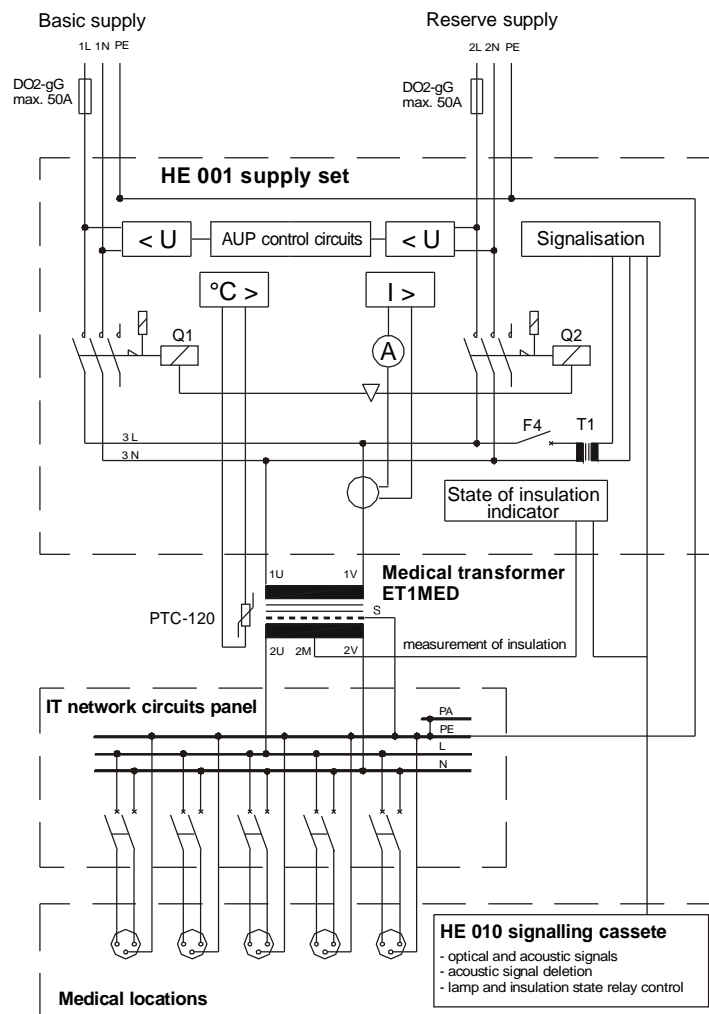 Basic supply
Reserve supply
1L 1N PE
2L 2N PE
DO2-gG
max. 50A
DO2-gG
max. 50A
HE 001 supply set
< U
AUP control circuits
< U
Signalisation
°C >
I >
Q1
A
Q2
3 L
3 N
F4
T1
State of insulation
indicator
1U
1V
Medical transformer
ET1MED
PTC-120
S
2U
2M
2V
measurement of insulation
IT network circuits panel
PA
PE
L
N
HE 010 signalling cassete
- optical and acoustic signals
- acoustic signal deletion
- lamp and insulation state relay control
Medical locations